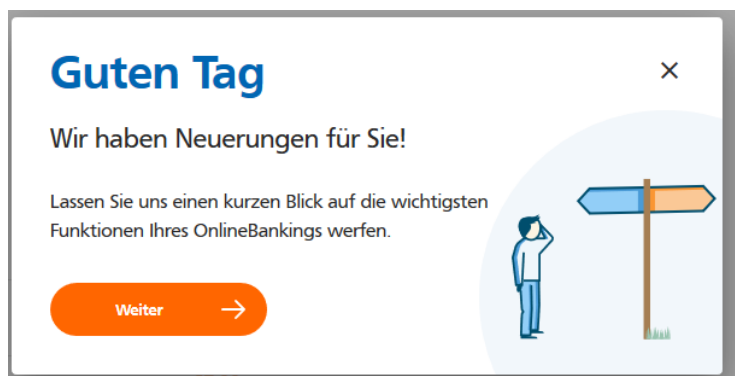 Guten Tag
Wir haben Neuerungen für Sie!
Lassen Sie uns einen kurzen Blick auf die wichtigsten
Funktionen Ihres OnlineBankings werfen.
Weiter